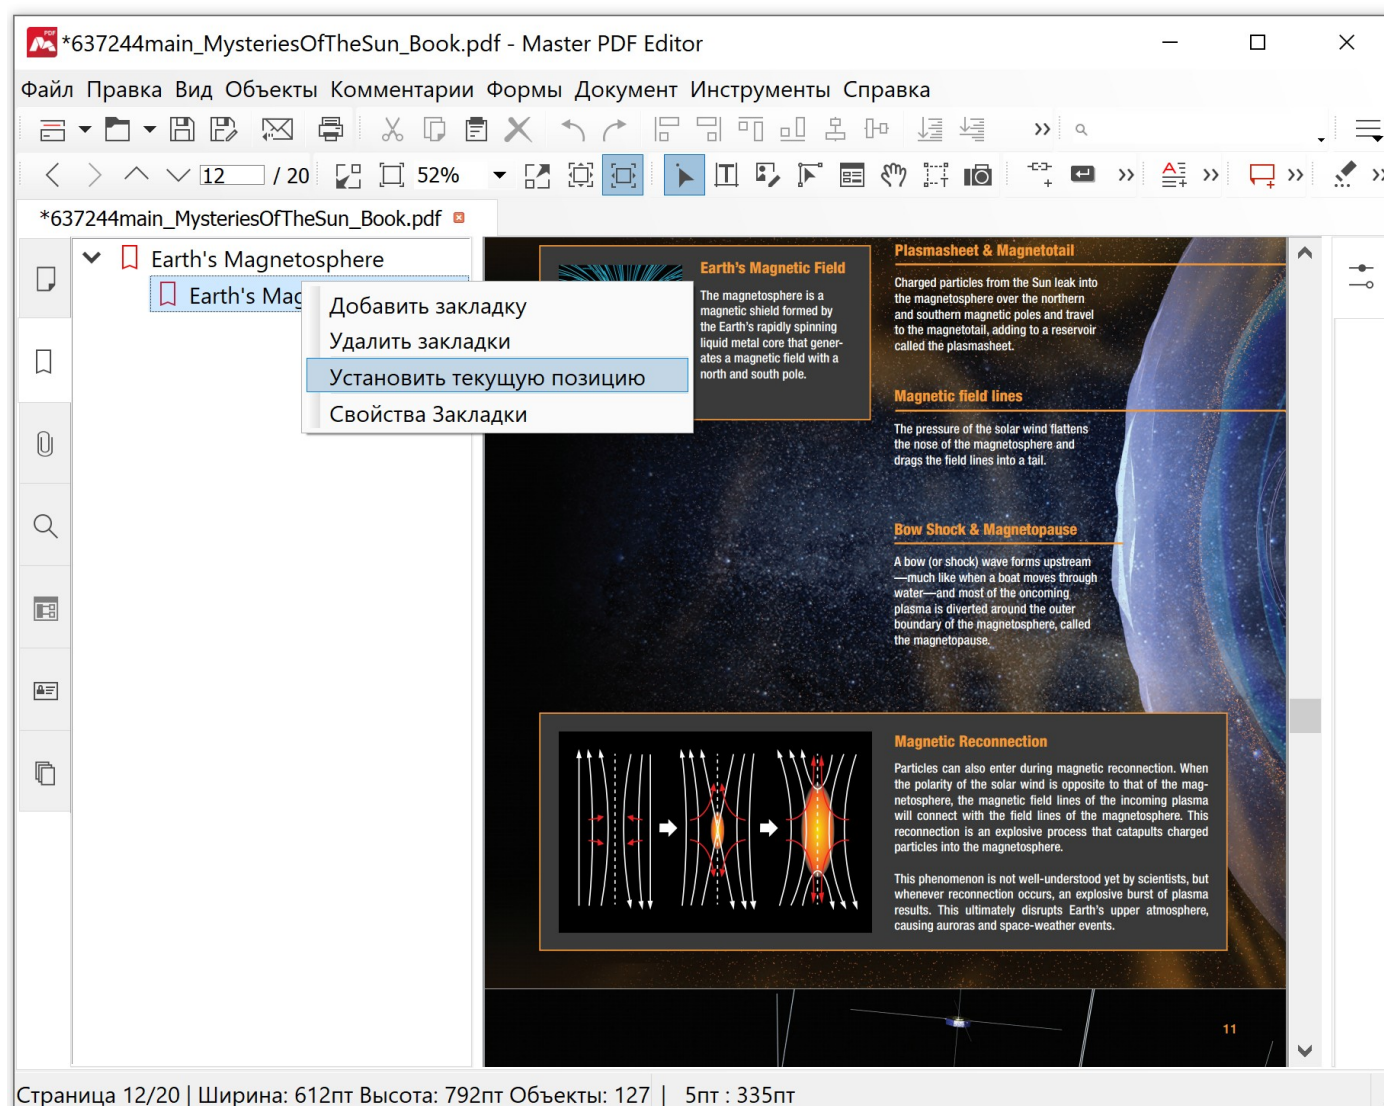 *637244main_MysteriesOfTheSun_Book.pdf - Master PDF Editor
Файл Правка Вид Объекты Комментарии Формы Документ Инструменты Справка
12 / 20 52%
*637244main_MysteriesOfTheSun_Book.pdf
Earth's Magnetosphere
Earth's Mag
Добавить закладку
Удалить закладки
Установить текущую позицию
Свойства Закладки
Earth's Magnetic Field
The magnetosphere is a
magnetic shield formed by
the Earth's rapidly spinning
liquid metal core that gener-
ates a magnetic field with a
north and south pole.
Plasmasheet & Magnetotail
Charged particles from the Sun leak into
the magnetosphere over the northern
and southern magnetic poles and travel
to the magnetotail, adding to a reservoir
called the plasmasheet.
Magnetic field lines
The pressure of the solar wind flattens
the nose of the magnetosphere and
drags the field lines into a tail.
Bow Shock & Magnetopause
A bow (or shock) wave forms upstream
—much like when a boat moves through
water—and most of the oncoming
plasma is diverted around the outer
boundary of the magnetosphere, called
the magnetopause.
Magnetic Reconnection
Particles can also enter during magnetic reconnection. When
the polarity of the solar wind is opposite to that of the mag-
netosphere, the magnetic field lines of the incoming plasma
will connect with the field lines of the magnetosphere. This
reconnection is an explosive process that catapults charged
particles into the magnetosphere.
This phenomenon is not well-understood yet by scientists, but
whenever reconnection occurs, an explosive burst of plasma
results. This ultimately disrupts Earth's upper atmosphere,
causing auroras and space-weather events.
11
Страница 12/20 | Ширина: 612пт Высота: 792пт Объекты: 127 | 5пт : 335пт